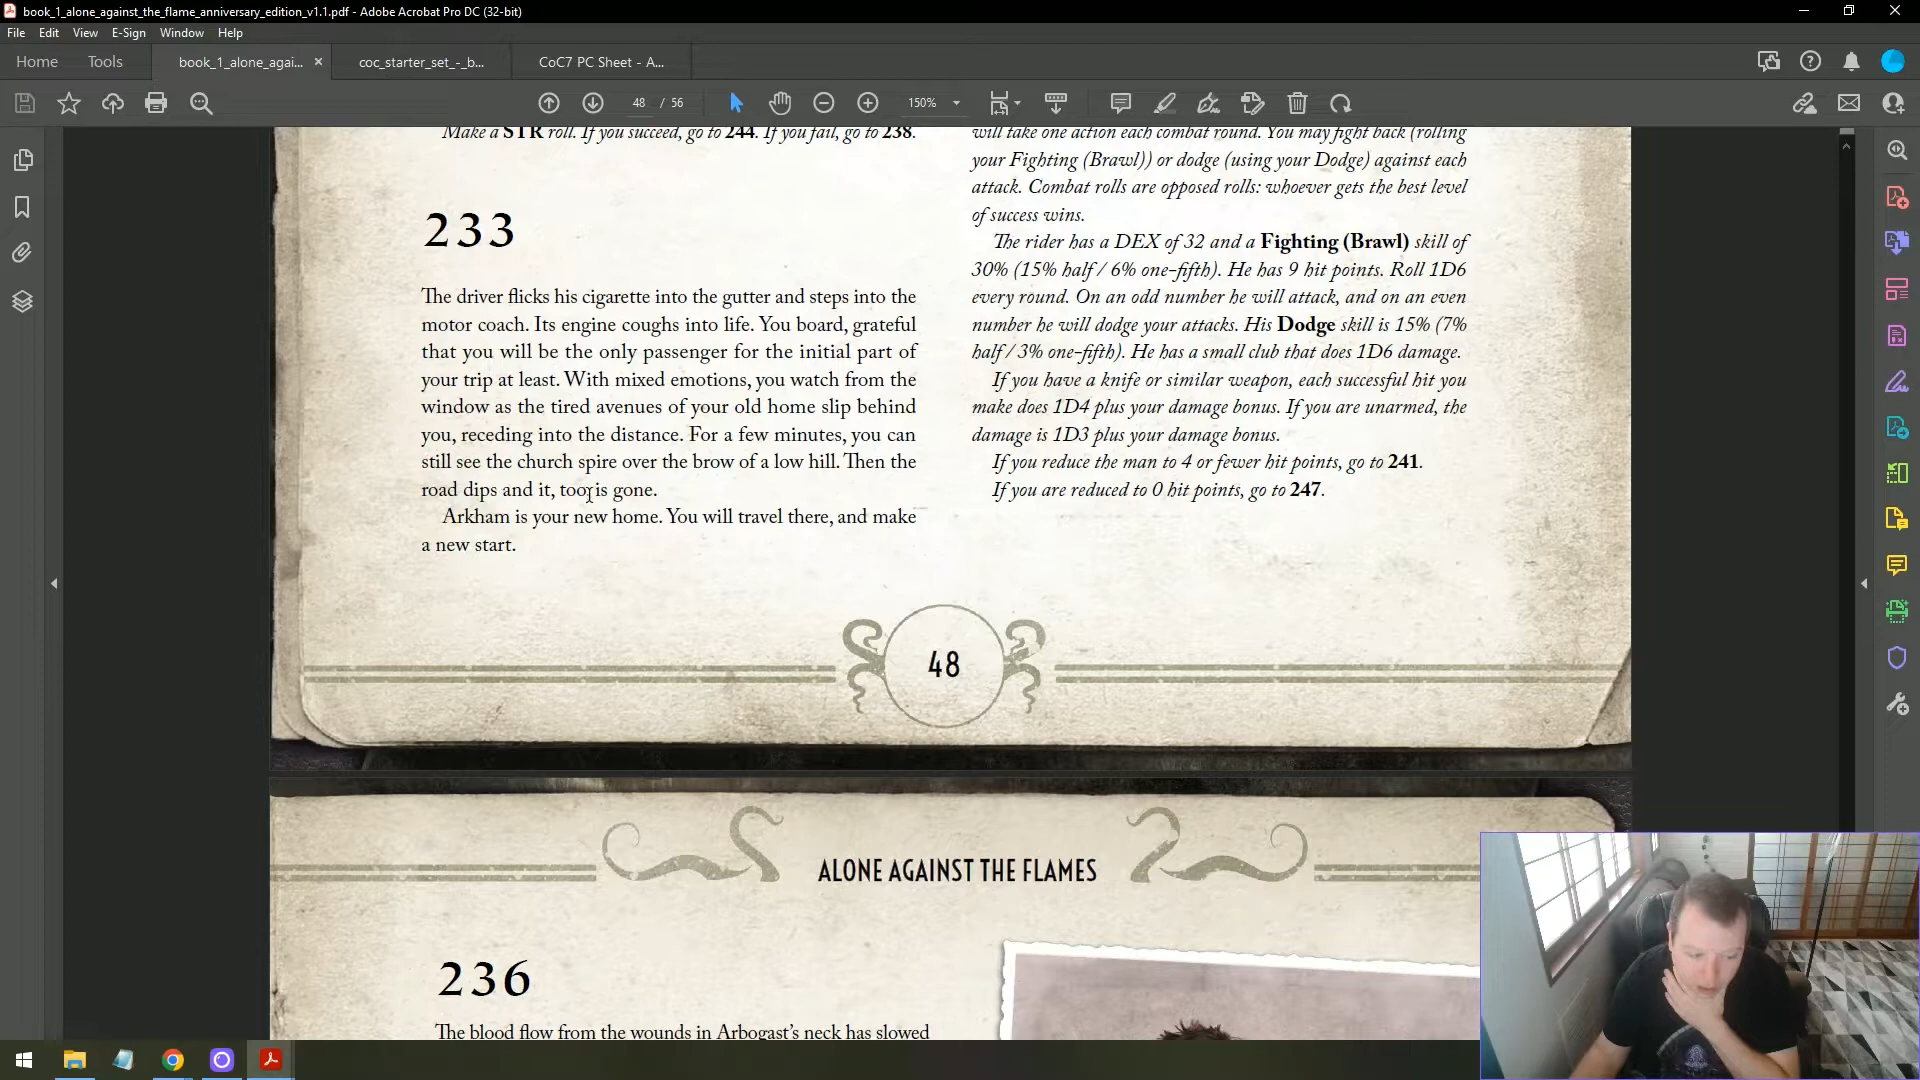 book_1_alone_against_the_flame_anniversary_edition_v1.1.pdf - Adobe Acrobat Pro DC (32-bit)
File Edit View E-Sign Window Help
Home Tools book_1_alone_agai... coc_starter_set_-_b... CoC7 PC Sheet - A...
48 / 56 150%
Make a STR roll. If you succeed, go to 244. If you fail, go to 238.
233
The driver flicks his cigarette into the gutter and steps into the
motor coach. Its engine coughs into life. You board, grateful
that you will be the only passenger for the initial part of
your trip at least. With mixed emotions, you watch from the
window as the tired avenues of your old home slip behind
you, receding into the distance. For a few minutes, you can
still see the church spire over the brow of a low hill. Then the
road dips and it, too, is gone.
Arkham is your new home. You will travel there, and make
a new start.
will take one action each combat round. You may fight back (rolling
your Fighting (Brawl)) or dodge (using your Dodge) against each
attack. Combat rolls are opposed rolls: whoever gets the best level
of success wins.
The rider has a DEX of 32 and a Fighting (Brawl) skill of
30% (15% half / 6% one-fifth). He has 9 hit points. Roll 1D6
every round. On an odd number he will attack, and on an even
number he will dodge your attacks. His Dodge skill is 15% (7%
half / 3% one-fifth). He has a small club that does 1D6 damage.
If you have a knife or similar weapon, each successful hit you
make does 1D4 plus your damage bonus. If you are unarmed, the
damage is 1D3 plus your damage bonus.
If you reduce the man to 4 or fewer hit points, go to 241.
If you are reduced to 0 hit points, go to 247.
48
ALONE AGAINST THE FLAMES
236
The blood flow from the wounds in Arbogast's neck has slowed